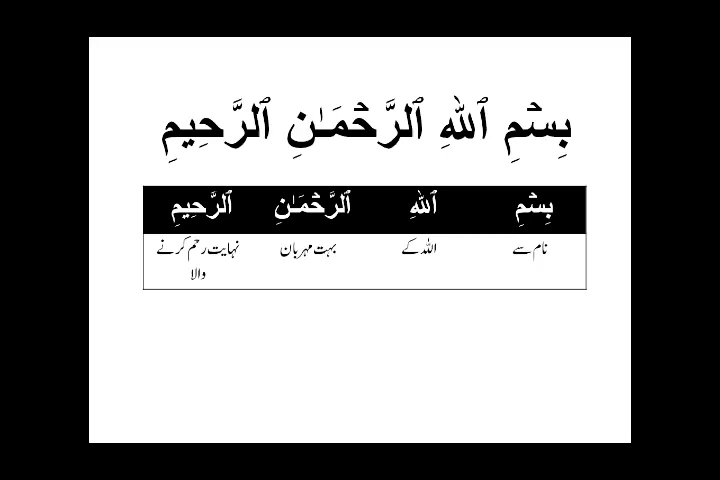 بِسْمِ ٱللَّهِ ٱلرَّحْمَـٰنِ ٱلرَّحِيمِ
بِسْمِ ٱللَّهِ ٱلرَّحْمَـٰنِ ٱلرَّحِيمِ
نام سے اللہ کے بہت مہربان نہایت رحم کرنے
والا